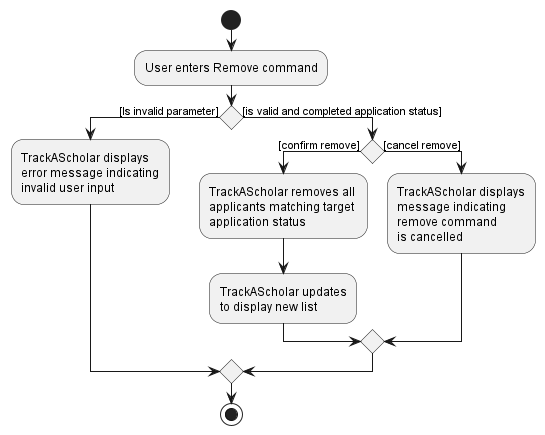 User enters Remove command
[Is invalid parameter]
[is valid and completed application status]
TrackAScholar displays
error message indicating
invalid user input
[confirm remove]
[cancel remove]
TrackAScholar removes all
applicants matching target
application status
TrackAScholar displays
message indicating
remove command
is cancelled
TrackAScholar updates
to display new list